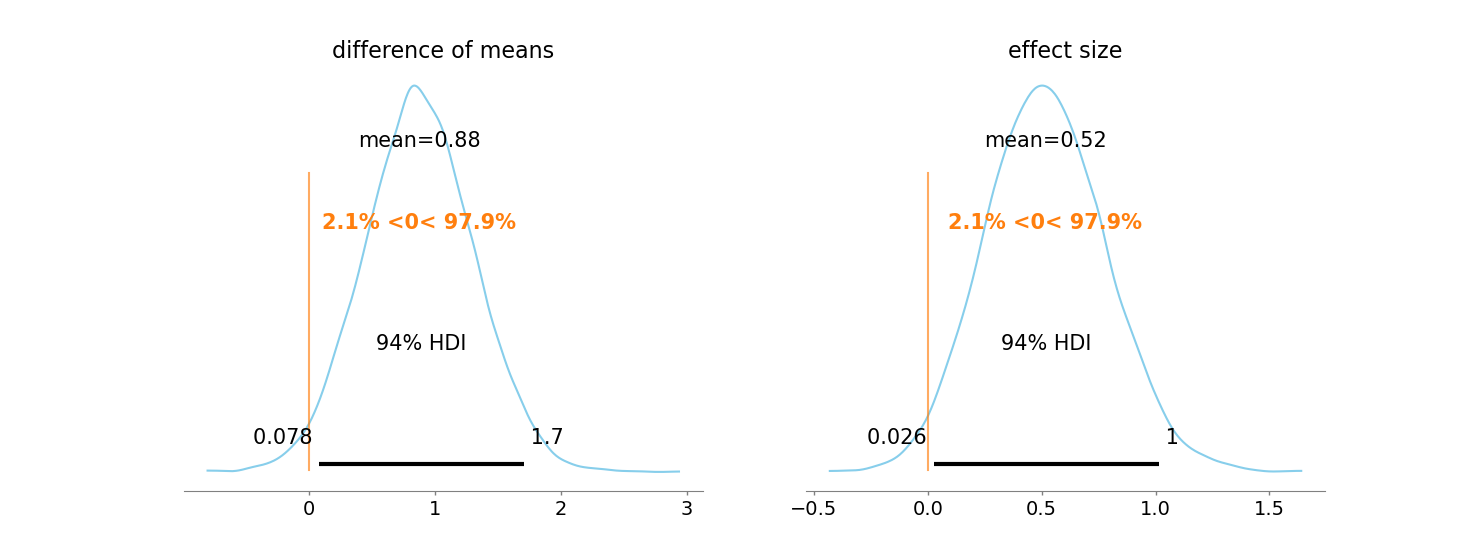 difference of means
mean=0.88
2.1% <0< 97.9%
94% HDI
0.078
1.7
0
1
2
3
effect size
mean=0.52
2.1% <0< 97.9%
94% HDI
0.026
1
−0.5
0.0
0.5
1.0
1.5